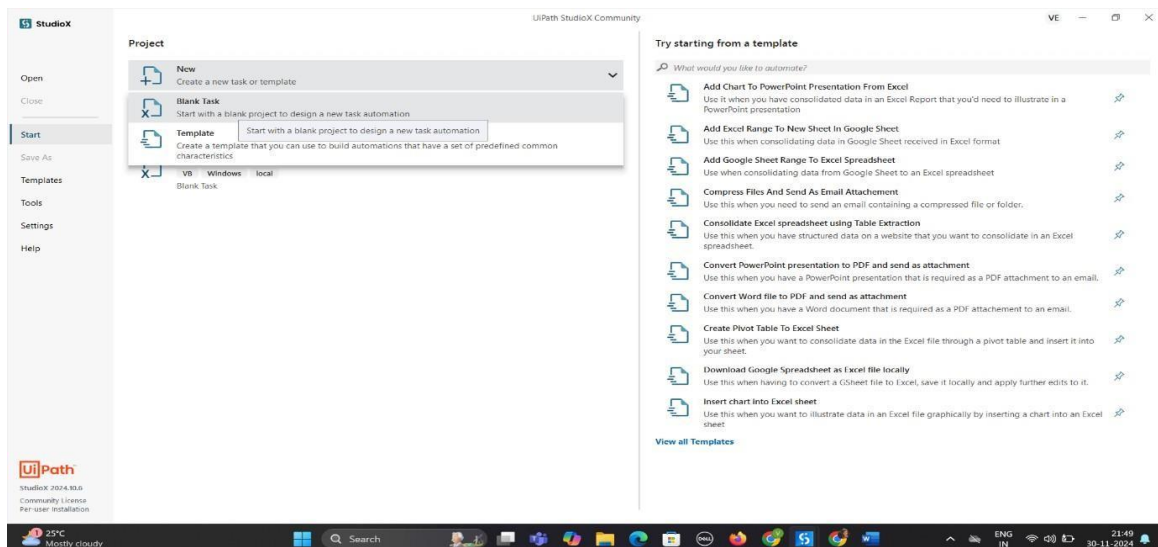 StudioX
UiPath StudioX Community
VE
Open
Close
Start
Save As
Templates
Tools
Settings
Help
Project
New
Create a new task or template
Blank Task
Start with a blank project to design a new task automation
Template
Start with a blank project to design a new task automation
Create a template that you can use to build automations that have a set of predefined common
characteristics
VB Windows local
Blank Task
Try starting from a template
What would you like to automate?
Add Chart To PowerPoint Presentation From Excel
Use it when you have consolidated data in an Excel Report that you'd need to illustrate in a
PowerPoint presentation
Add Excel Range To New Sheet In Google Sheet
Use this when consolidating data in Google Sheet received in Excel format
Add Google Sheet Range To Excel Spreadsheet
Use when consolidating data from Google Sheet to an Excel spreadsheet
Compress Files And Send As Email Attachement
Use this when you need to send an email containing a compressed file or folder.
Consolidate Excel spreadsheet using Table Extraction
Use this when you have structured data on a website that you want to consolidate in an Excel
spreadsheet.
Convert PowerPoint presentation to PDF and send as attachment
Use this when you have a PowerPoint presentation that is required as a PDF attachment to an email.
Convert Word file to PDF and send as attachment
Use this when you have a Word document that is required as a PDF attachement to an email.
Create Pivot Table To Excel Sheet
Use this when you want to consolidate data in the Excel file through a pivot table and insert it into
your sheet.
Download Google Spreadsheet as Excel file locally
Use this when having to convert a GSheet file to Excel, save it locally and apply further edits to it.
Insert chart into Excel sheet
Use this when you want to illustrate data in an Excel file graphically by inserting a chart into an Excel
sheet
View all Templates
UiPath
StudioX 2024.10.6
Community License
Per-user Installation
1
25°C
Mostly cloudy
Search
DELL
ENG
IN
21:49
30-11-2024